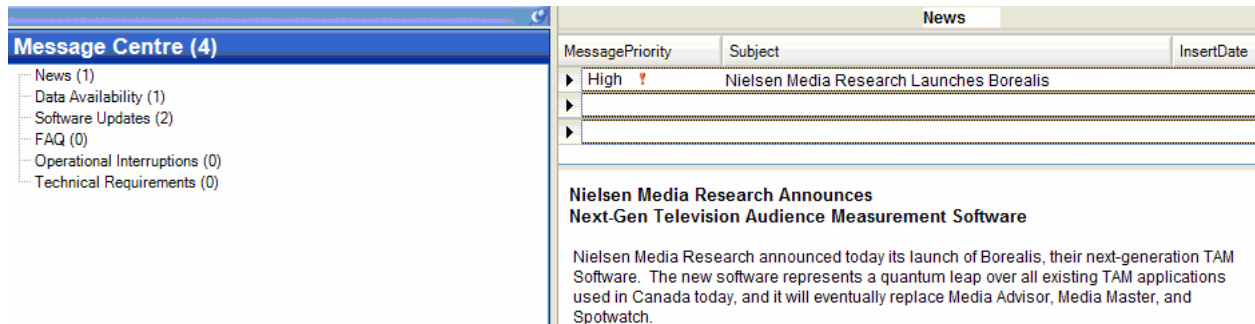 Message Centre (4)
News (1)
Data Availability (1)
Software Updates (2)
FAQ (0)
Operational Interruptions (0)
Technical Requirements (0)
News
MessagePriority Subject InsertDate
High Nielsen Media Research Launches Borealis
Nielsen Media Research Announces
Next-Gen Television Audience Measurement Software
Nielsen Media Research announced today its launch of Borealis, their next-generation TAM
Software. The new software represents a quantum leap over all existing TAM applications
used in Canada today, and it will eventually replace Media Advisor, Media Master, and
Spotwatch.